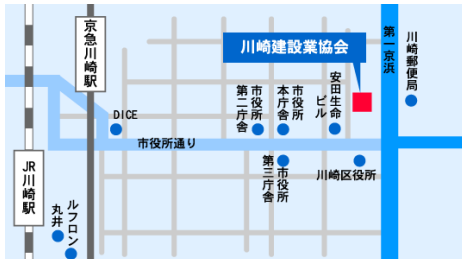 京急川崎駅
川崎建設業協会
第一京浜
川崎郵便局
DICE
市役所
第二庁舎
市役所
本庁舎
安田生命
ビル
市役所通り
市役所
第三庁舎
川崎区役所
JR川崎駅
ルフロン
丸井